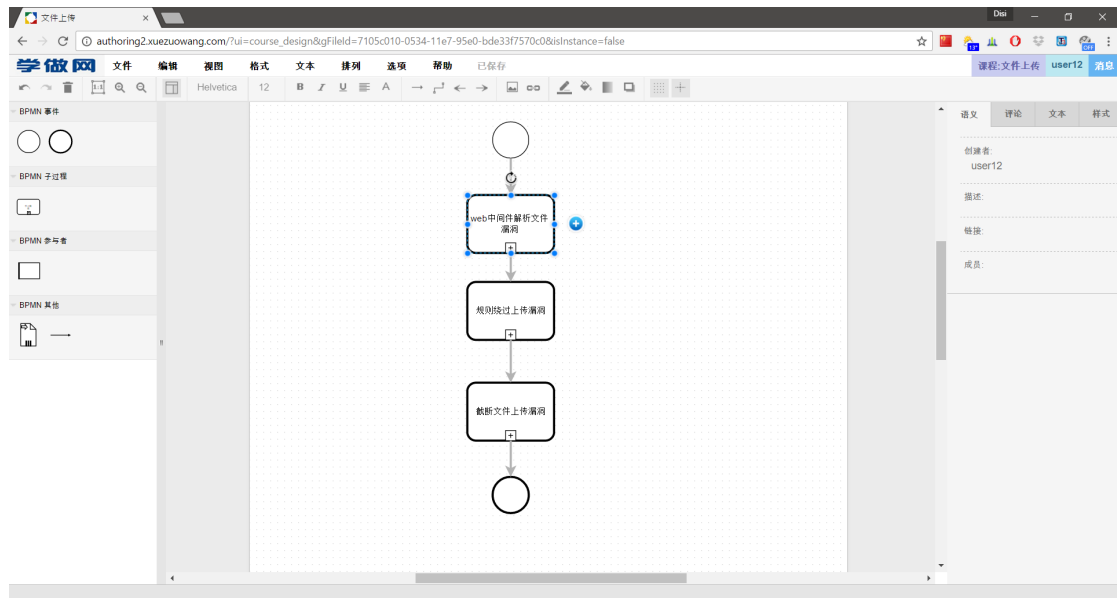 文件上传
Disi
authoring2.xuezuowang.com/?ui=course_design&gFileId=7105c010-0534-11e7-95e0-bde33f7570c0&isInstance=false
13°
OFF
学做网 文件 编辑 视图 格式 文本 排列 选项 帮助 已保存
课程:文件上传 user12 消息
1:1 Helvetica 12 B I U A
BPMN 事件
BPMN 子过程
BPMN 参与者
BPMN 其他
web中间件解析文件
漏洞
规则绕过上传漏洞
截断文件上传漏洞
语义 评论 文本 样式
创建者:
user12
描述:
链接:
成员: